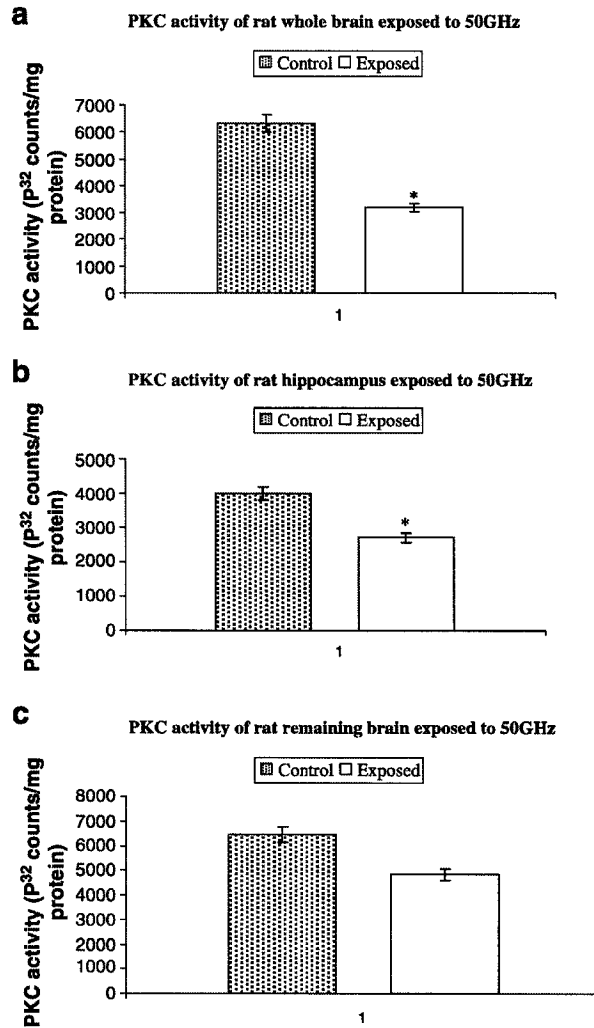 a
PKC activity of rat whole brain exposed to 50GHz
Control Exposed
PKC activity (P32 counts/mg
protein)
7000
6000
5000
4000
3000
2000
1000
0
*
1
b
PKC activity of rat hippocampus exposed to 50GHz
Control Exposed
PKC activity (P32 counts/mg
protein)
5000
4000
3000
2000
1000
0
*
1
c
PKC activity of rat remaining brain exposed to 50GHz
Control Exposed
PKC activity (P32 counts/mg
protein)
8000
7000
6000
5000
4000
3000
2000
1000
0
1